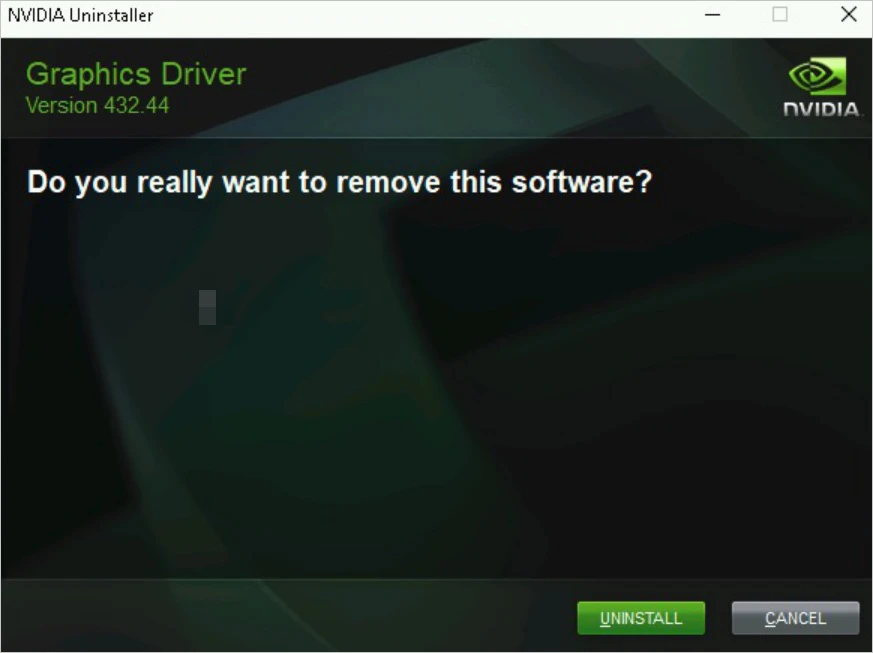 NVIDIA Uninstaller
Graphics Driver
Version 432.44
NVIDIA
Do you really want to remove this software?
UNINSTALL
CANCEL